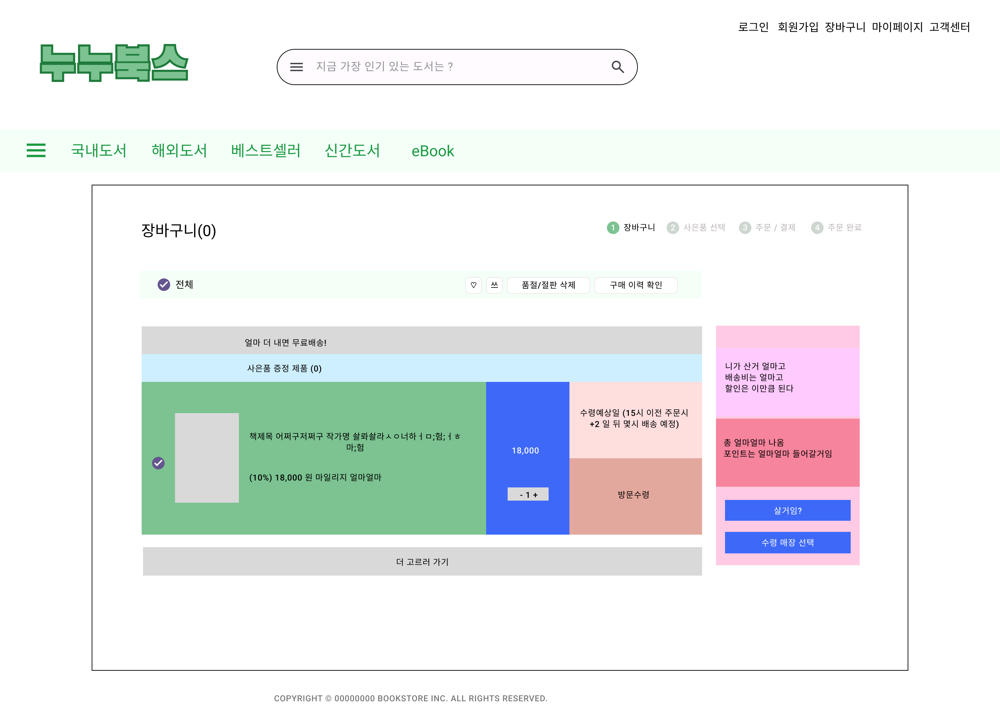 로그인 회원가입 장바구니 마이페이지 고객센터
누누북스
지금 가장 인기 있는 도서는 ?
국내도서 해외도서 베스트셀러 신간도서 eBook
장바구니(0)
1 장바구니 2 사은품 선택 3 주문 / 결제 4 주문 완료
전체 ♡ 쓰 품절/절판 삭제 구매 이력 확인
얼마 더 내면 무료배송!
사은품 증정 제품 (0)
책제목 어쩌구저쩌구 작가명 솰롸솰라ㅅㅇ너하ㅓㅁ;험;ㅓㅎ
마;험
(10%) 18,000 원 마일리지 얼마얼마
18,000
- 1 +
수령예상일 (15시 이전 주문시
+2 일 뒤 몇시 배송 예정)
방문수령
더 고르러 가기
니가 산거 얼마고
배송비는 얼마고
할인은 이만큼 된다
총 얼마얼마 나옴
포인트는 얼마얼마 들어갈거임
살거임?
수령 매장 선택
COPYRIGHT © 00000000 BOOKSTORE INC. ALL RIGHTS RESERVED.